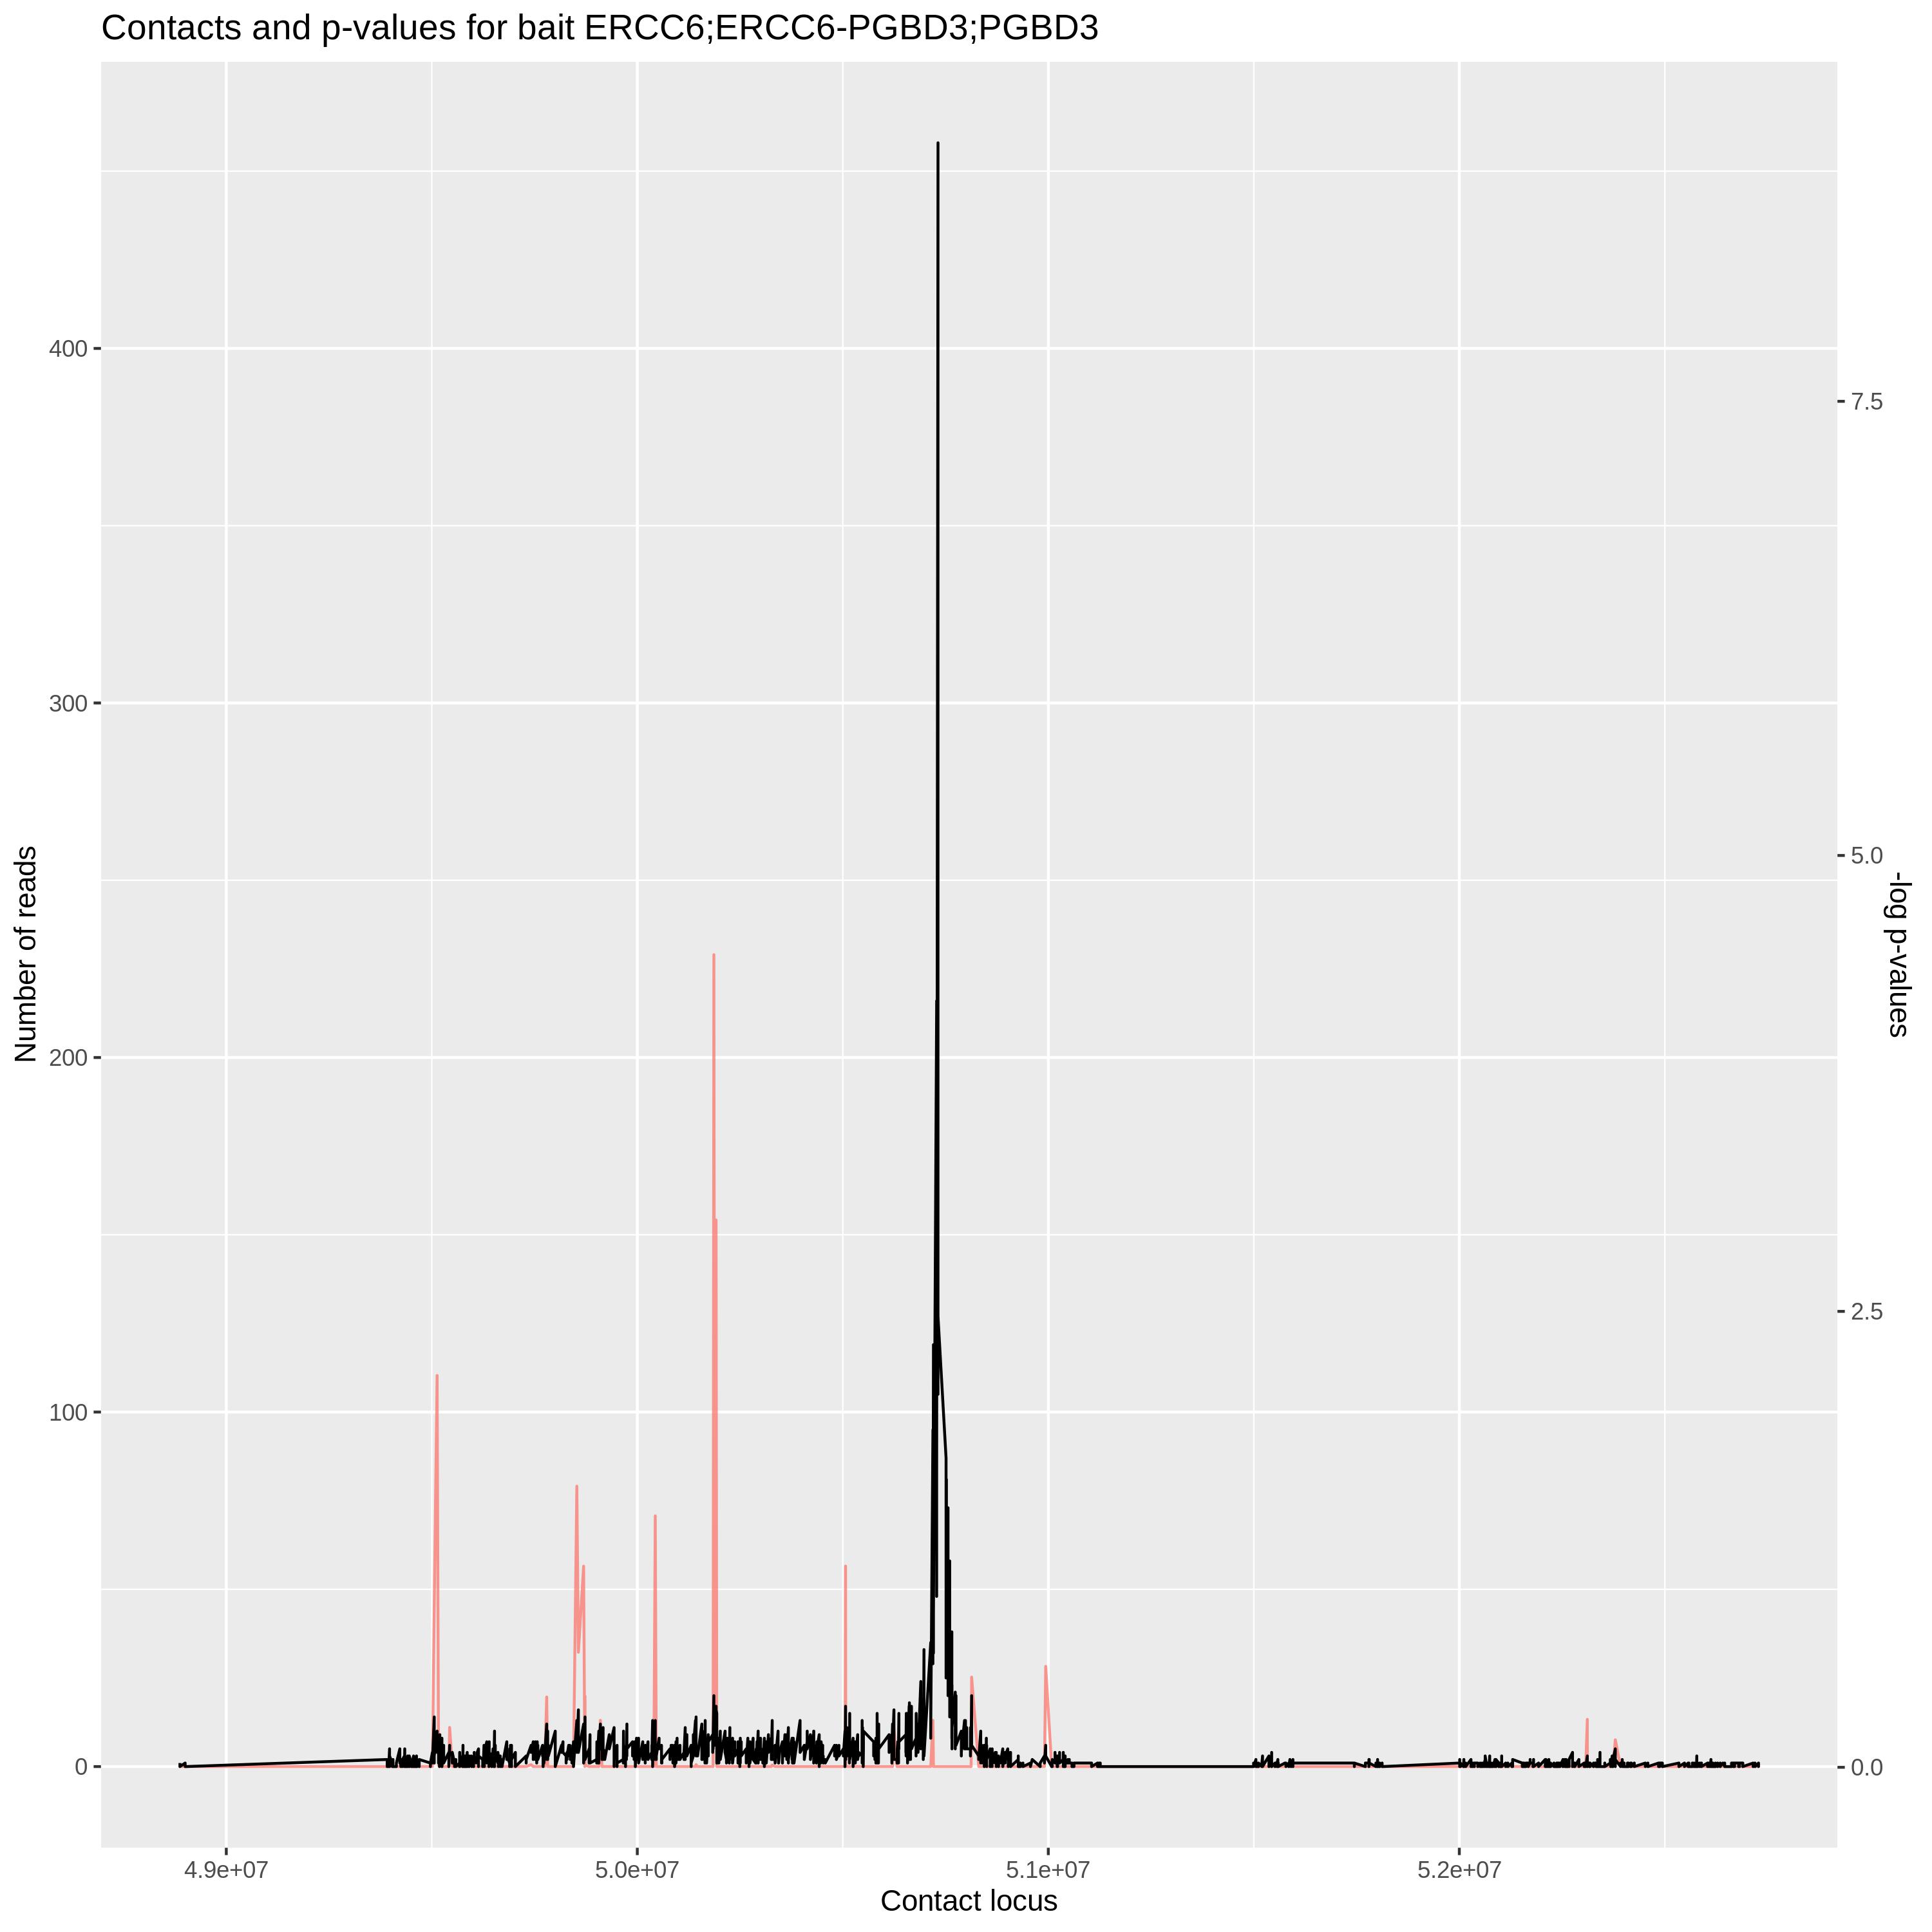 Contacts and p-values for bait ERCC6;ERCC6-PGBD3;PGBD3
400
300
200
100
0
Number of reads
7.5
5.0
2.5
0.0
-log p-values
4.9e+07
5.0e+07
5.1e+07
5.2e+07
Contact locus